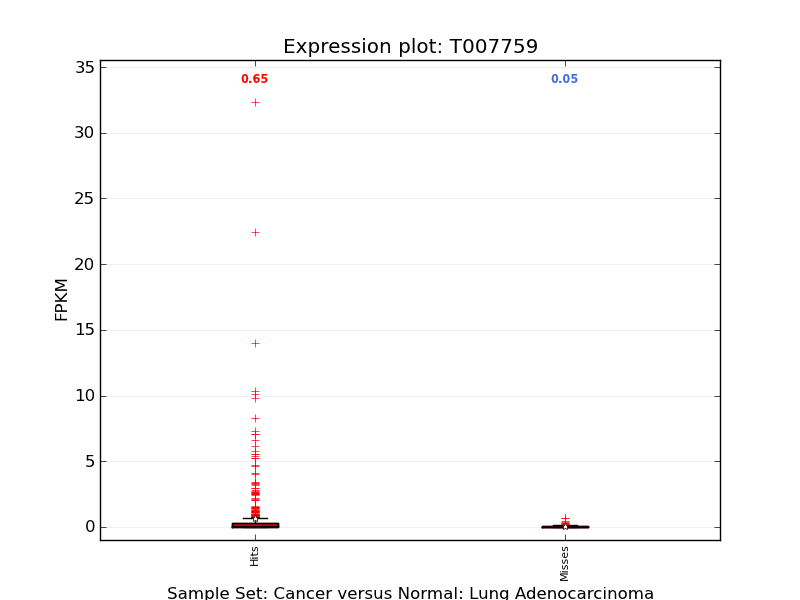 Expression plot: T007759
35
0.65
0.05
30
25
20
FPKM
15
10
5
0
Hits
Misses
Sample Set: Cancer versus Normal: Lung Adenocarcinoma